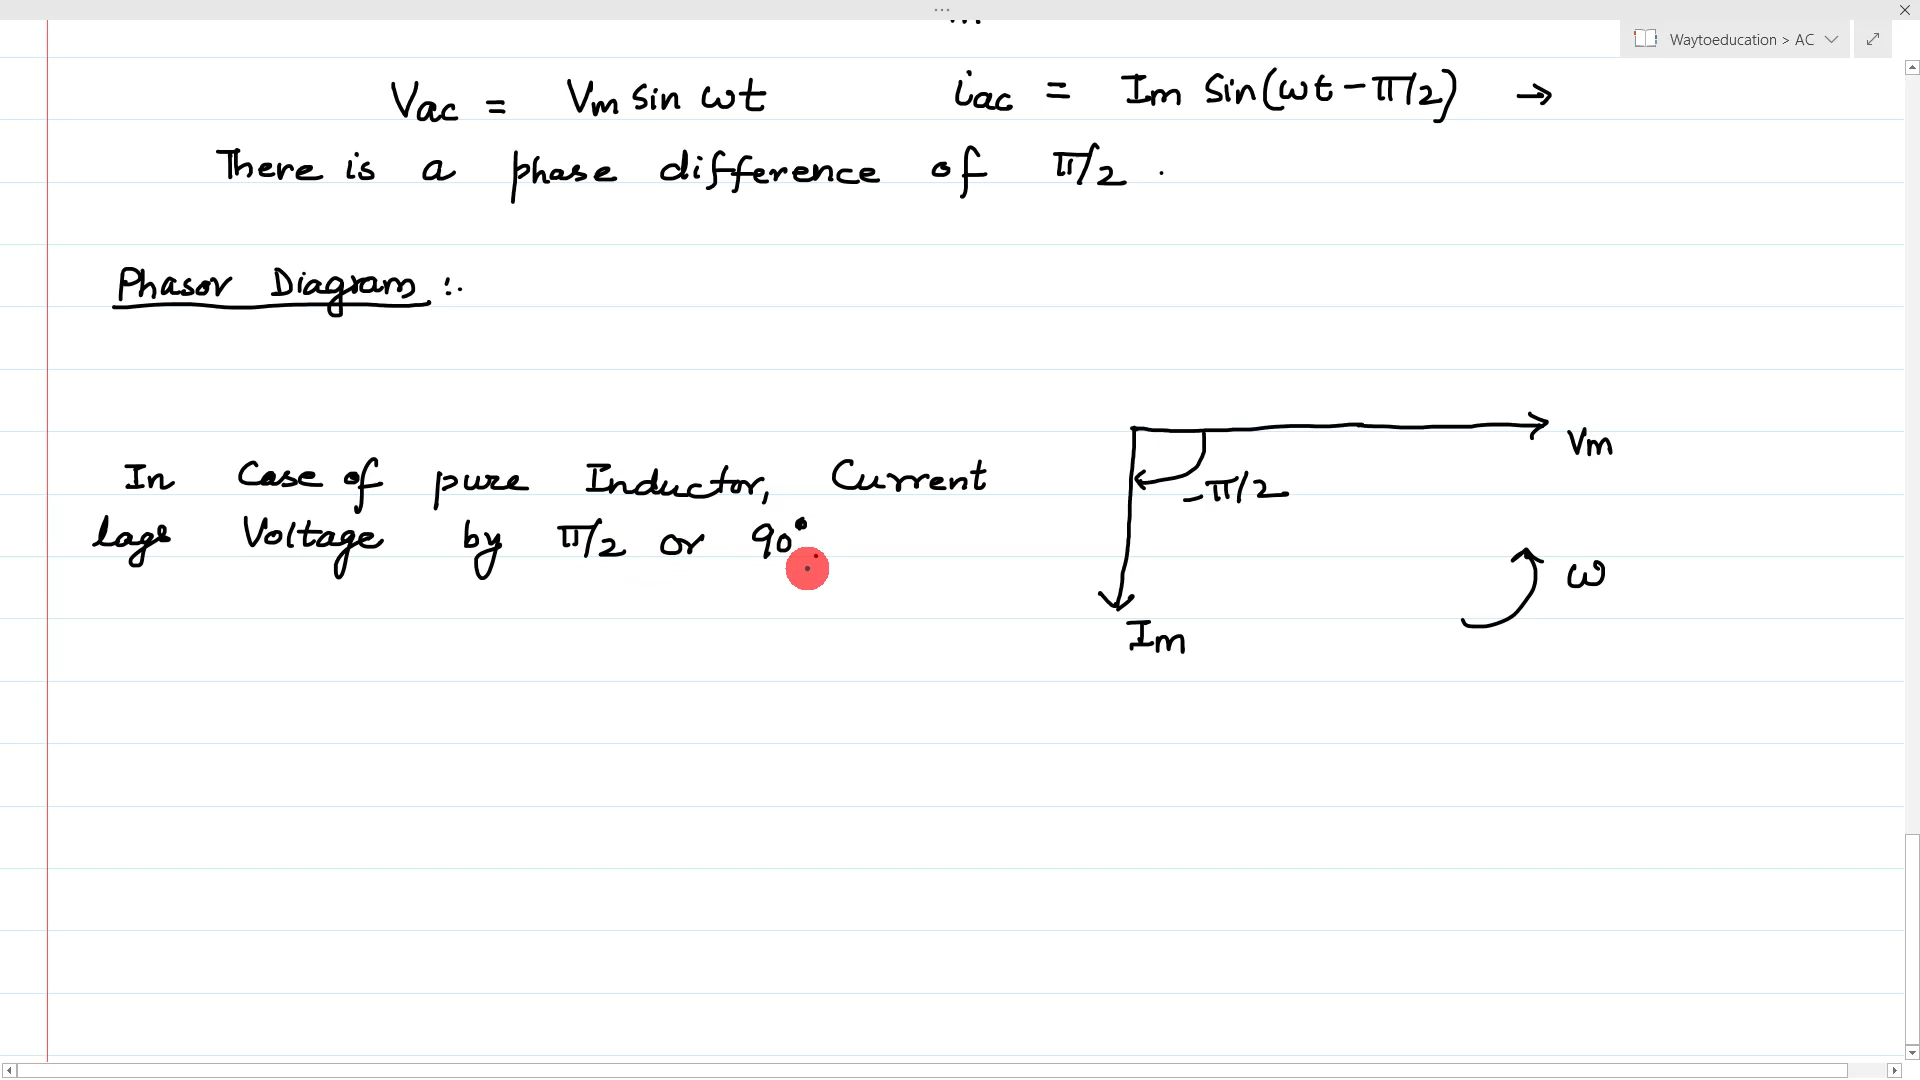 Waytoeducation > AC
Vac = Vm sin ωt iac = Im Sin(ωt - π/2) →
There is a phase difference of π/2 .
Phasor Diagram :.
Vm
In Case of pure Inductor, Current
-π/2
lags Voltage by π/2 or 90°
ω
Im